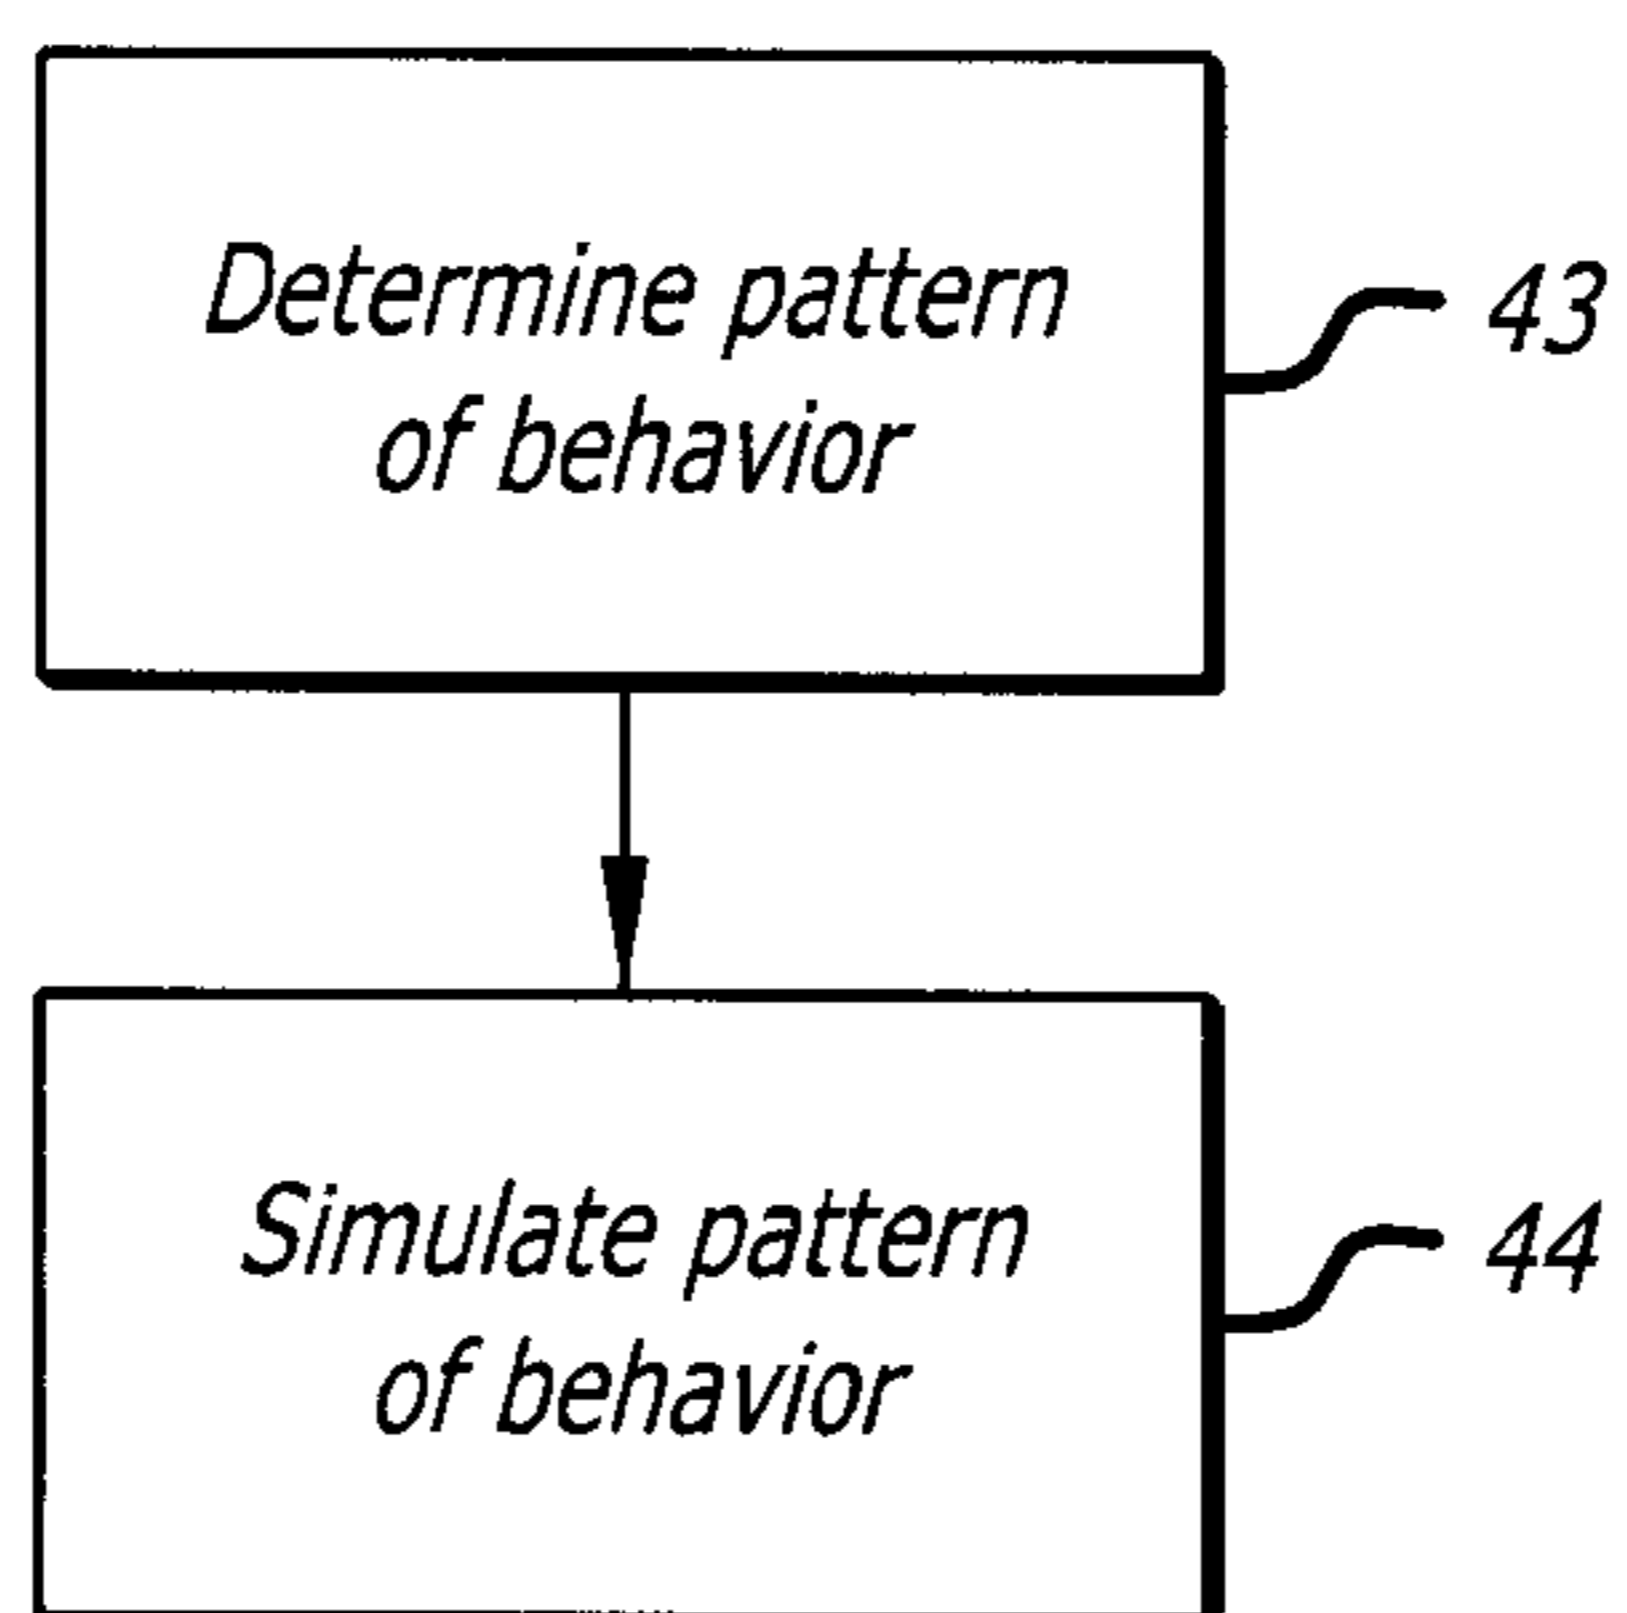 Determine pattern
of behavior
43
Simulate pattern
of behavior
44